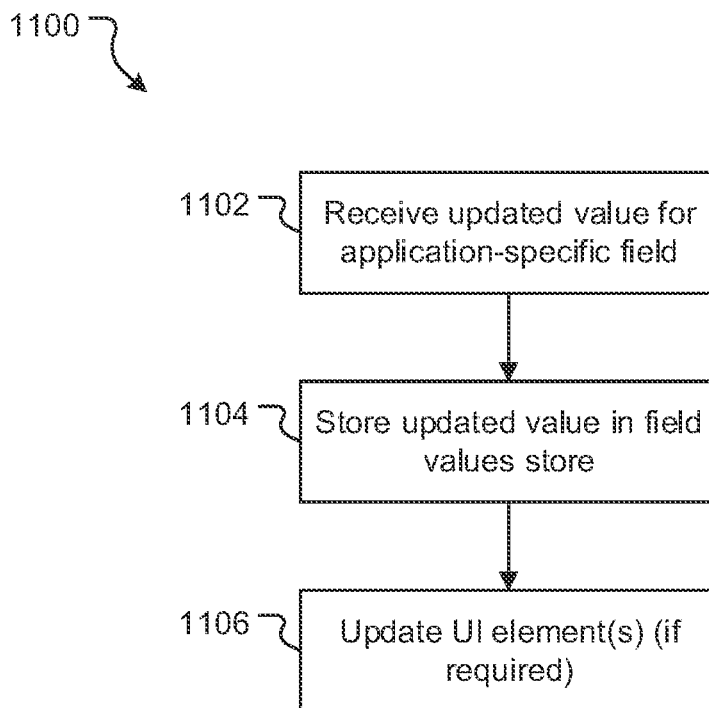 1100
1102
Receive updated value for
application-specific field
1104
Store updated value in field
values store
1106
Update UI element(s) (if
required)